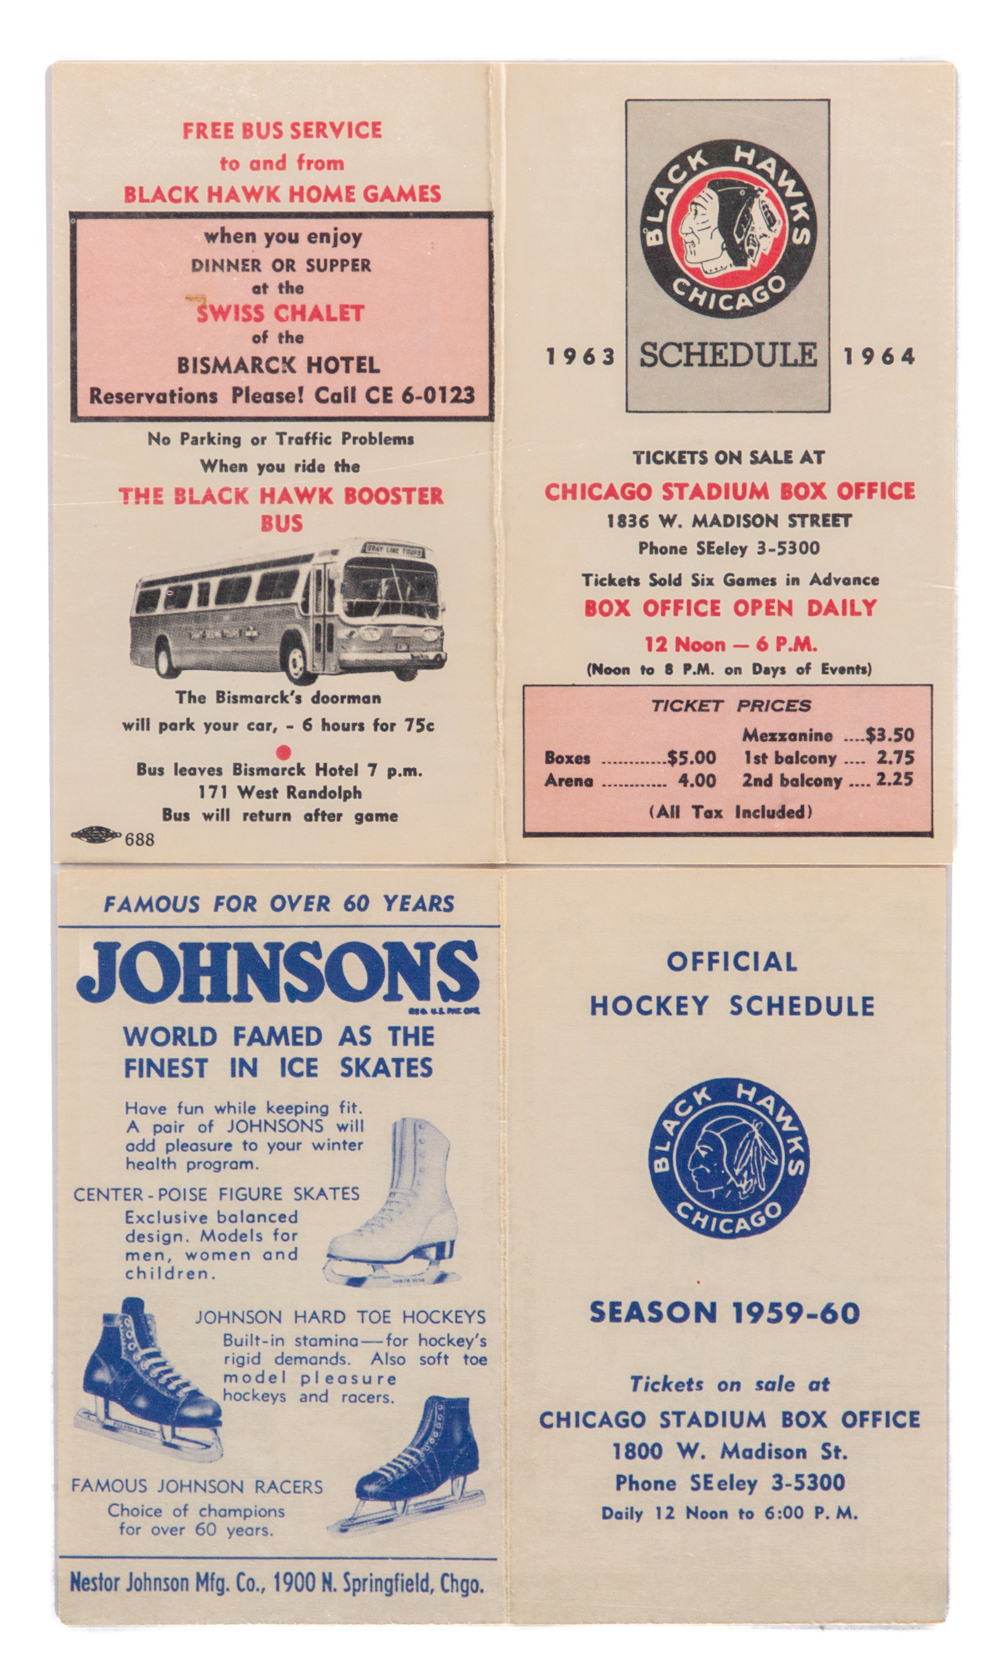 FREE BUS SERVICE
to and from
BLACK HAWK HOME GAMES
when you enjoy
DINNER OR SUPPER
at the
SWISS CHALET
of the
BISMARCK HOTEL
Reservations Please! Call CE 6-0123
No Parking or Traffic Problems
When you ride the
THE BLACK HAWK BOOSTER
BUS
GRAY LINE TOURS
The Bismarck's doorman
will park your car, - 6 hours for 75c
Bus leaves Bismarck Hotel 7 p.m.
171 West Randolph
Bus will return after game
688
BLACK HAWKS
CHICAGO
1963 SCHEDULE 1964
TICKETS ON SALE AT
CHICAGO STADIUM BOX OFFICE
1836 W. MADISON STREET
Phone SEeley 3-5300
Tickets Sold Six Games in Advance
BOX OFFICE OPEN DAILY
12 Noon — 6 P.M.
(Noon to 8 P.M. on Days of Events)
TICKET PRICES
Mezzanine ....$3.50
Boxes ............$5.00 1st balcony .... 2.75
Arena ............ 4.00 2nd balcony .... 2.25
(All Tax Included)
FAMOUS FOR OVER 60 YEARS
JOHNSONS
REG. U.S. PAT. OFF.
WORLD FAMED AS THE
FINEST IN ICE SKATES
Have fun while keeping fit.
A pair of JOHNSONS will
add pleasure to your winter
health program.
CENTER-POISE FIGURE SKATES
Exclusive balanced
design. Models for
men, women and
children.
JOHNSON HARD TOE HOCKEYS
Built-in stamina—for hockey's
rigid demands. Also soft toe
model pleasure
hockeys and racers.
FAMOUS JOHNSON RACERS
Choice of champions
for over 60 years.
Nestor Johnson Mfg. Co., 1900 N. Springfield, Chgo.
OFFICIAL
HOCKEY SCHEDULE
BLACK HAWKS
CHICAGO
SEASON 1959-60
Tickets on sale at
CHICAGO STADIUM BOX OFFICE
1800 W. Madison St.
Phone SEeley 3-5300
Daily 12 Noon to 6:00 P. M.